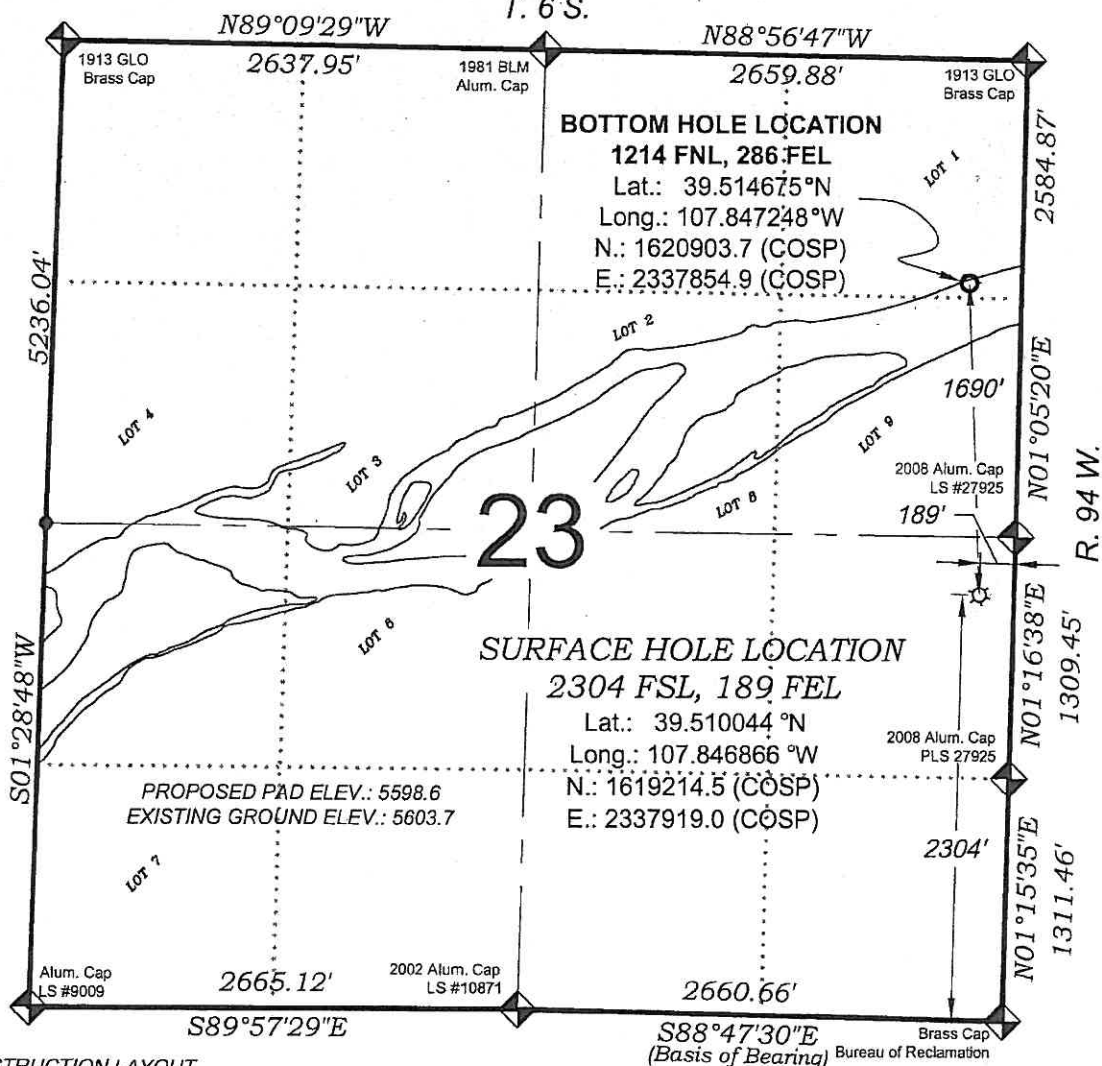 T. 6 S.
N89°09'29"W
N88°56'47"W
1913 GLO
Brass Cap
2637.95'
1981 BLM
Alum. Cap
2659.88'
1913 GLO
Brass Cap
BOTTOM HOLE LOCATION
1214 FNL, 286 FEL
Lat.: 39.514675°N
Long.: 107.847248°W
N.: 1620903.7 (COSP)
E.: 2337854.9 (COSP)
LOT 1
2584.87'
5236.04'
LOT 2
1690'
N01°05'20"E
LOT 4
LOT 3
LOT 9
LOT 8
2008 Alum. Cap
LS #27925
189'
R. 94 W.
23
LOT 6
SURFACE HOLE LOCATION
2304 FSL, 189 FEL
Lat.: 39.510044 °N
Long.: 107.846866 °W
N.: 1619214.5 (COSP)
E.: 2337919.0 (COSP)
N01°16'38"E
1309.45'
2008 Alum. Cap
PLS 27925
S01°28'48"W
PROPOSED PAD ELEV.: 5598.6
EXISTING GROUND ELEV.: 5603.7
2304'
LOT 7
N01°15'35"E
1311.46'
Alum. Cap
LS #9009
2665.12'
2002 Alum. Cap
LS #10871
2660.66'
S89°57'29"E
S88°47'30"E
(Basis of Bearing)
Brass Cap
Bureau of Reclamation
STRUCTION LAYOUT